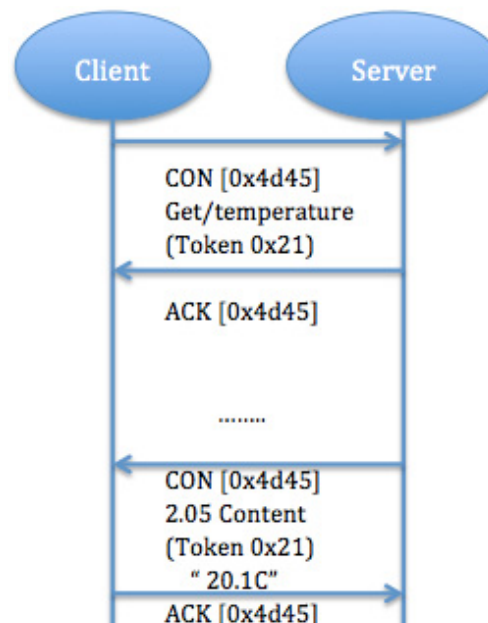 Client
Server
CON [0x4d45]
Get/temperature
(Token 0x21)
ACK [0x4d45]
........
CON [0x4d45]
2.05 Content
(Token 0x21)
“ 20.1C”
ACK [0x4d45]